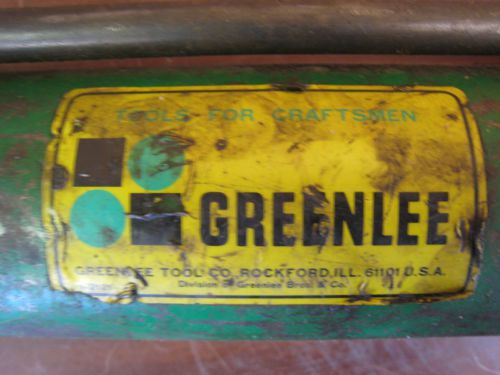 TOOLS FOR CRAFTSMEN
GREENLEE
GREENLEE TOOL CO. ROCKFORD, ILL. 61101 U.S.A.
Division of Greenlee Bros. & Co.